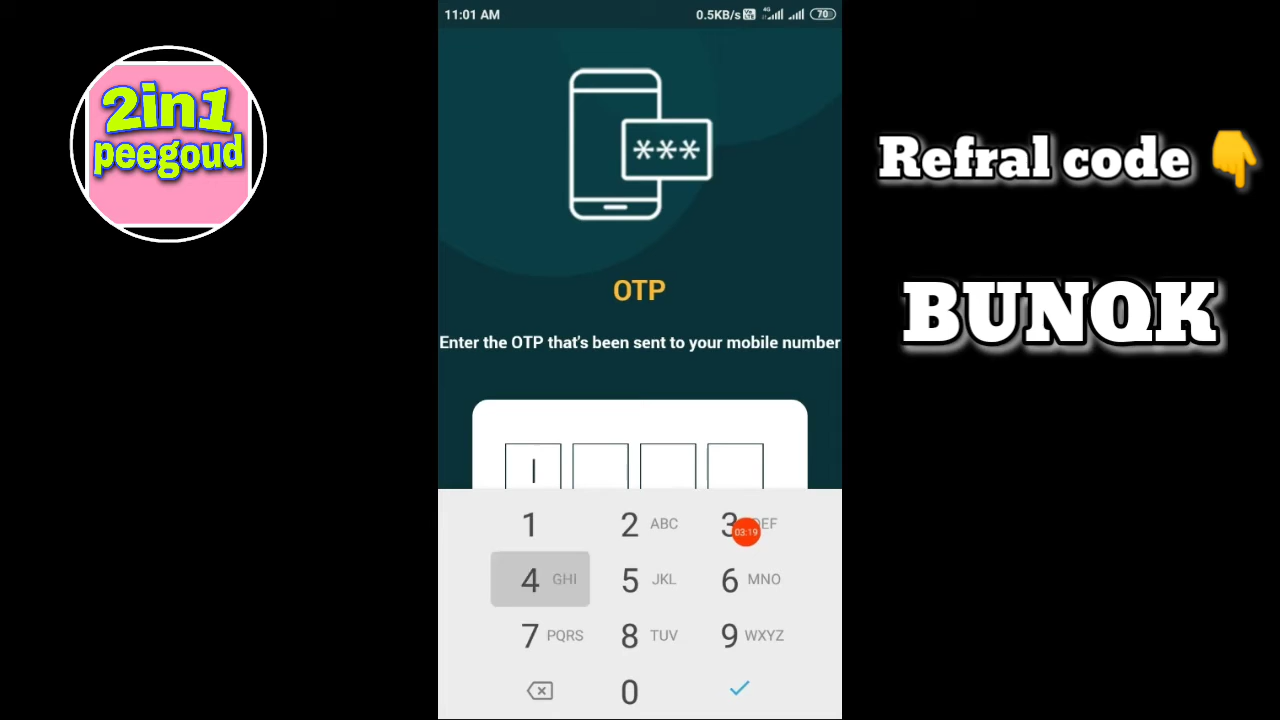 11:01 AM
0.5KB/s
4G
70
2in1
peegoud
***
Refral code 👇
BUNQK
OTP
Enter the OTP that's been sent to your mobile number
1
2 ABC
3 DEF
03:19
4 GHI
5 JKL
6 MNO
7 PQRS
8 TUV
9 WXYZ
0